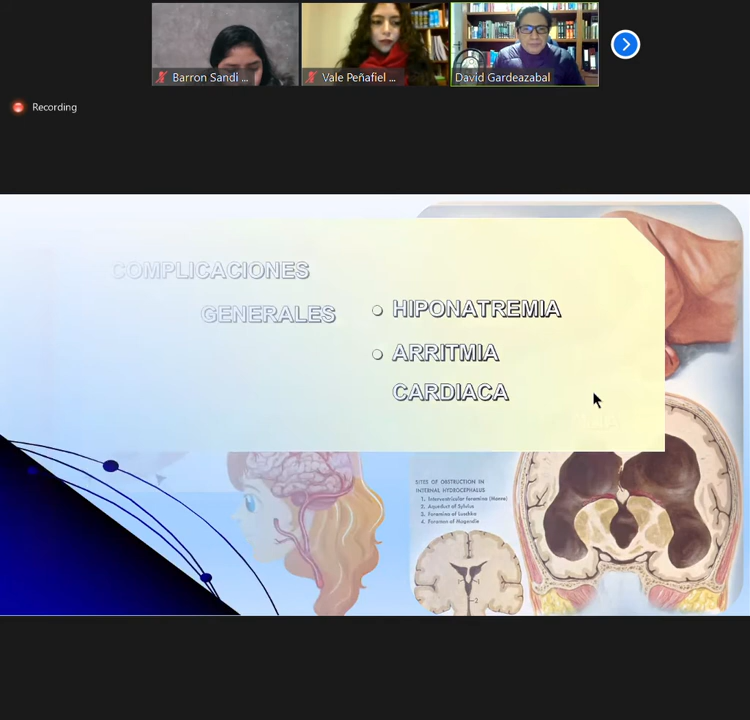 Barron Sandi ...
Vale Peñafiel ...
David Gardeazabal
Recording
COMPLICACIONES
GENERALES
HIPONATREMIA
ARRITMIA
CARDIACA
SITES OF OBSTRUCTION IN
INTERNAL HYDROCEPHALUS
1. Interventricular foramina (Monro)
2. Aqueduct of Sylvius
3. Foramina of Luschka
4. Foramen of Magendie
2